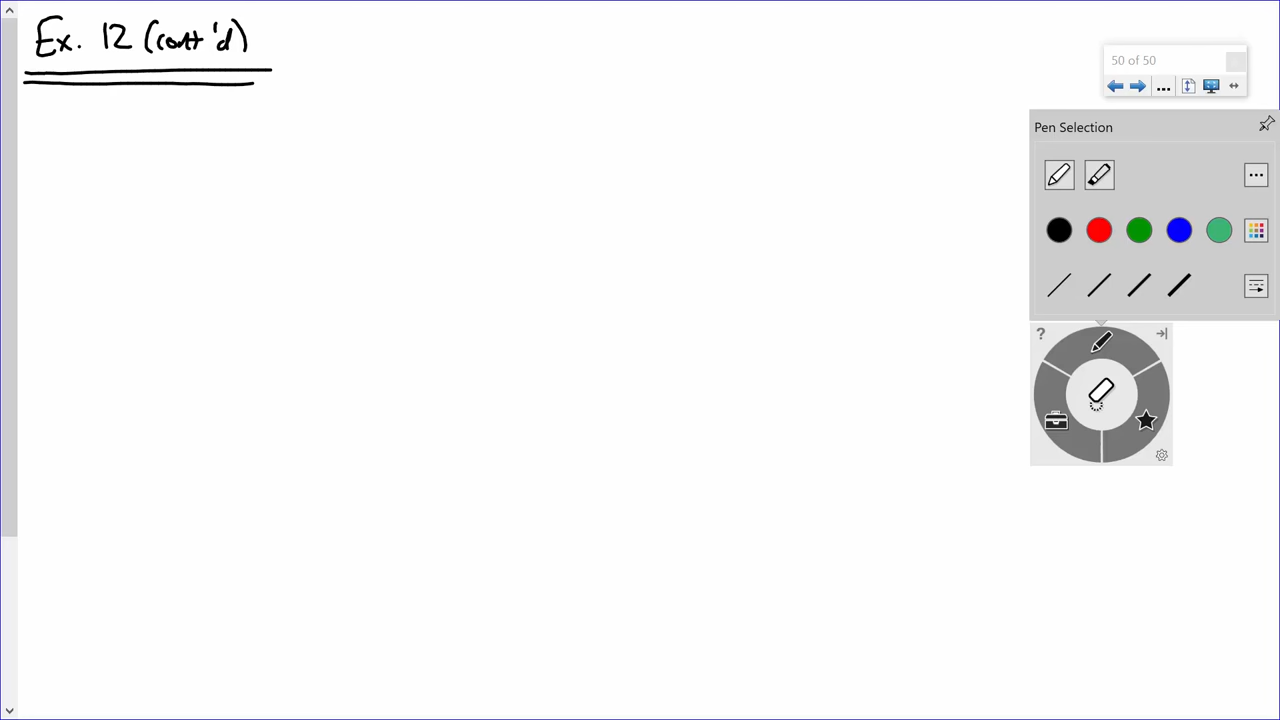 Ex. 12 (cont'd)
50 of 50
...
Pen Selection
...
?